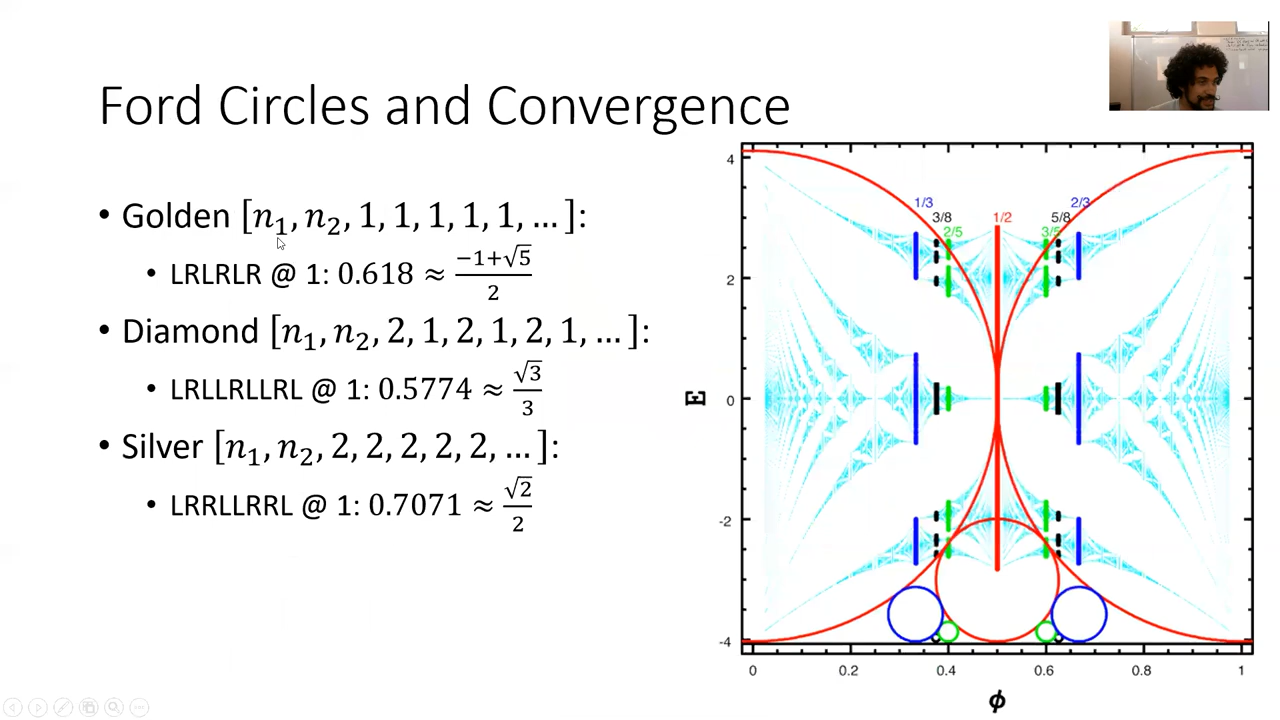 Ford Circles and Convergence
• Golden [n₁, n₂, 1, 1, 1, 1, 1, … ]:
• LRLRLR @ 1: 0.618 ≈ (−1+√5)/2
• Diamond [n₁, n₂, 2, 1, 2, 1, 2, 1, … ]:
• LRLLRLLRL @ 1: 0.5774 ≈ √3/3
• Silver [n₁, n₂, 2, 2, 2, 2, 2, … ]:
• LRRLLRRL @ 1: 0.7071 ≈ √2/2
1/3 1/2 2/3
3/8 5/8
2/5 3/5
4
2
0
-2
-4
E
0 0.2 0.4 0.6 0.8 1
ϕ